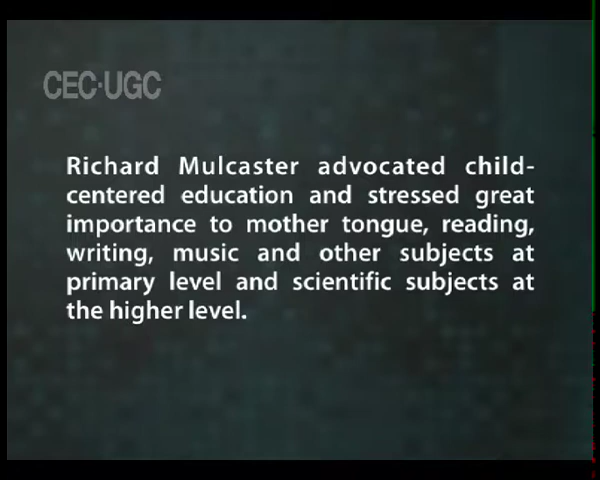 CEC-UGC
Richard Mulcaster advocated child-
centered education and stressed great
importance to mother tongue, reading,
writing, music and other subjects at
primary level and scientific subjects at
the higher level.